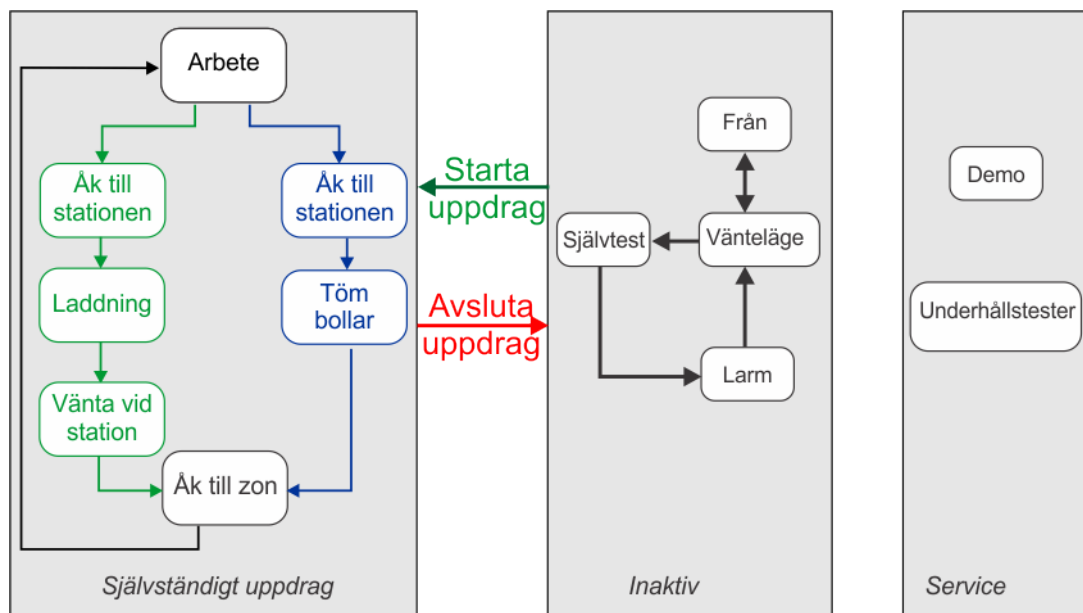 Arbete
Åk till
stationen
Laddning
Vänta vid
station
Åk till
stationen
Töm
bollar
Åk till zon
Självständigt uppdrag
Starta
uppdrag
Avsluta
uppdrag
Från
Självtest
Vänteläge
Larm
Inaktiv
Demo
Underhållstester
Service